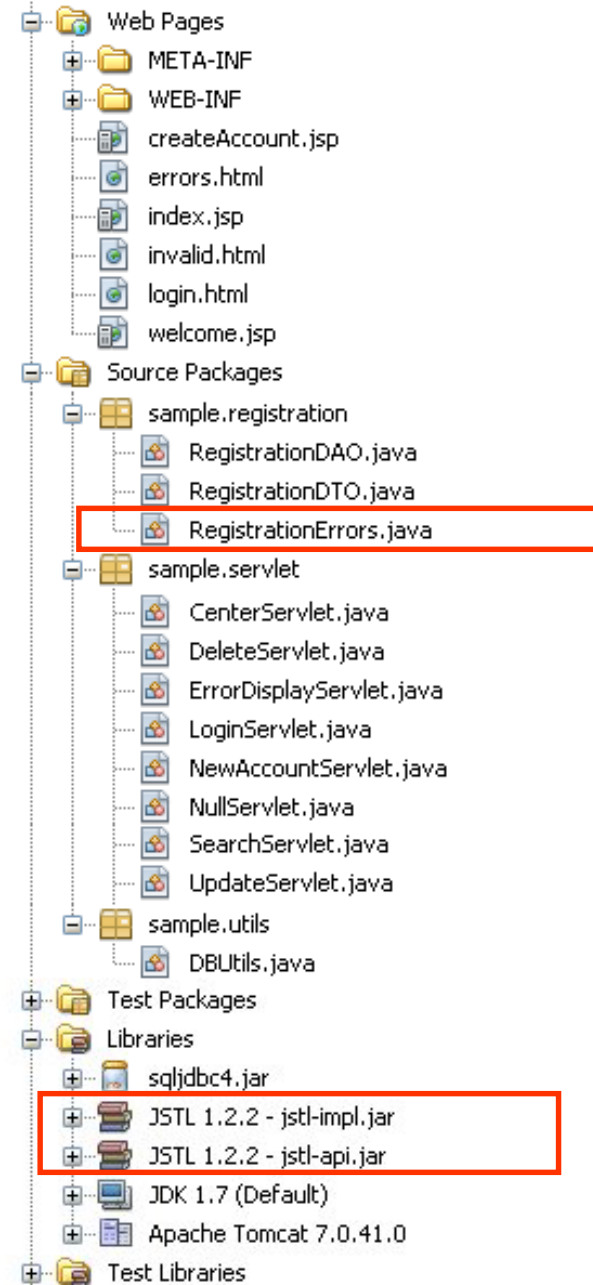 Web Pages
META-INF
WEB-INF
createAccount.jsp
errors.html
index.jsp
invalid.html
login.html
welcome.jsp
Source Packages
sample.registration
RegistrationDAO.java
RegistrationDTO.java
RegistrationErrors.java
sample.servlet
CenterServlet.java
DeleteServlet.java
ErrorDisplayServlet.java
LoginServlet.java
NewAccountServlet.java
NullServlet.java
SearchServlet.java
UpdateServlet.java
sample.utils
DBUtils.java
Test Packages
Libraries
sqljdbc4.jar
JSTL 1.2.2 - jstl-impl.jar
JSTL 1.2.2 - jstl-api.jar
JDK 1.7 (Default)
Apache Tomcat 7.0.41.0
Test Libraries